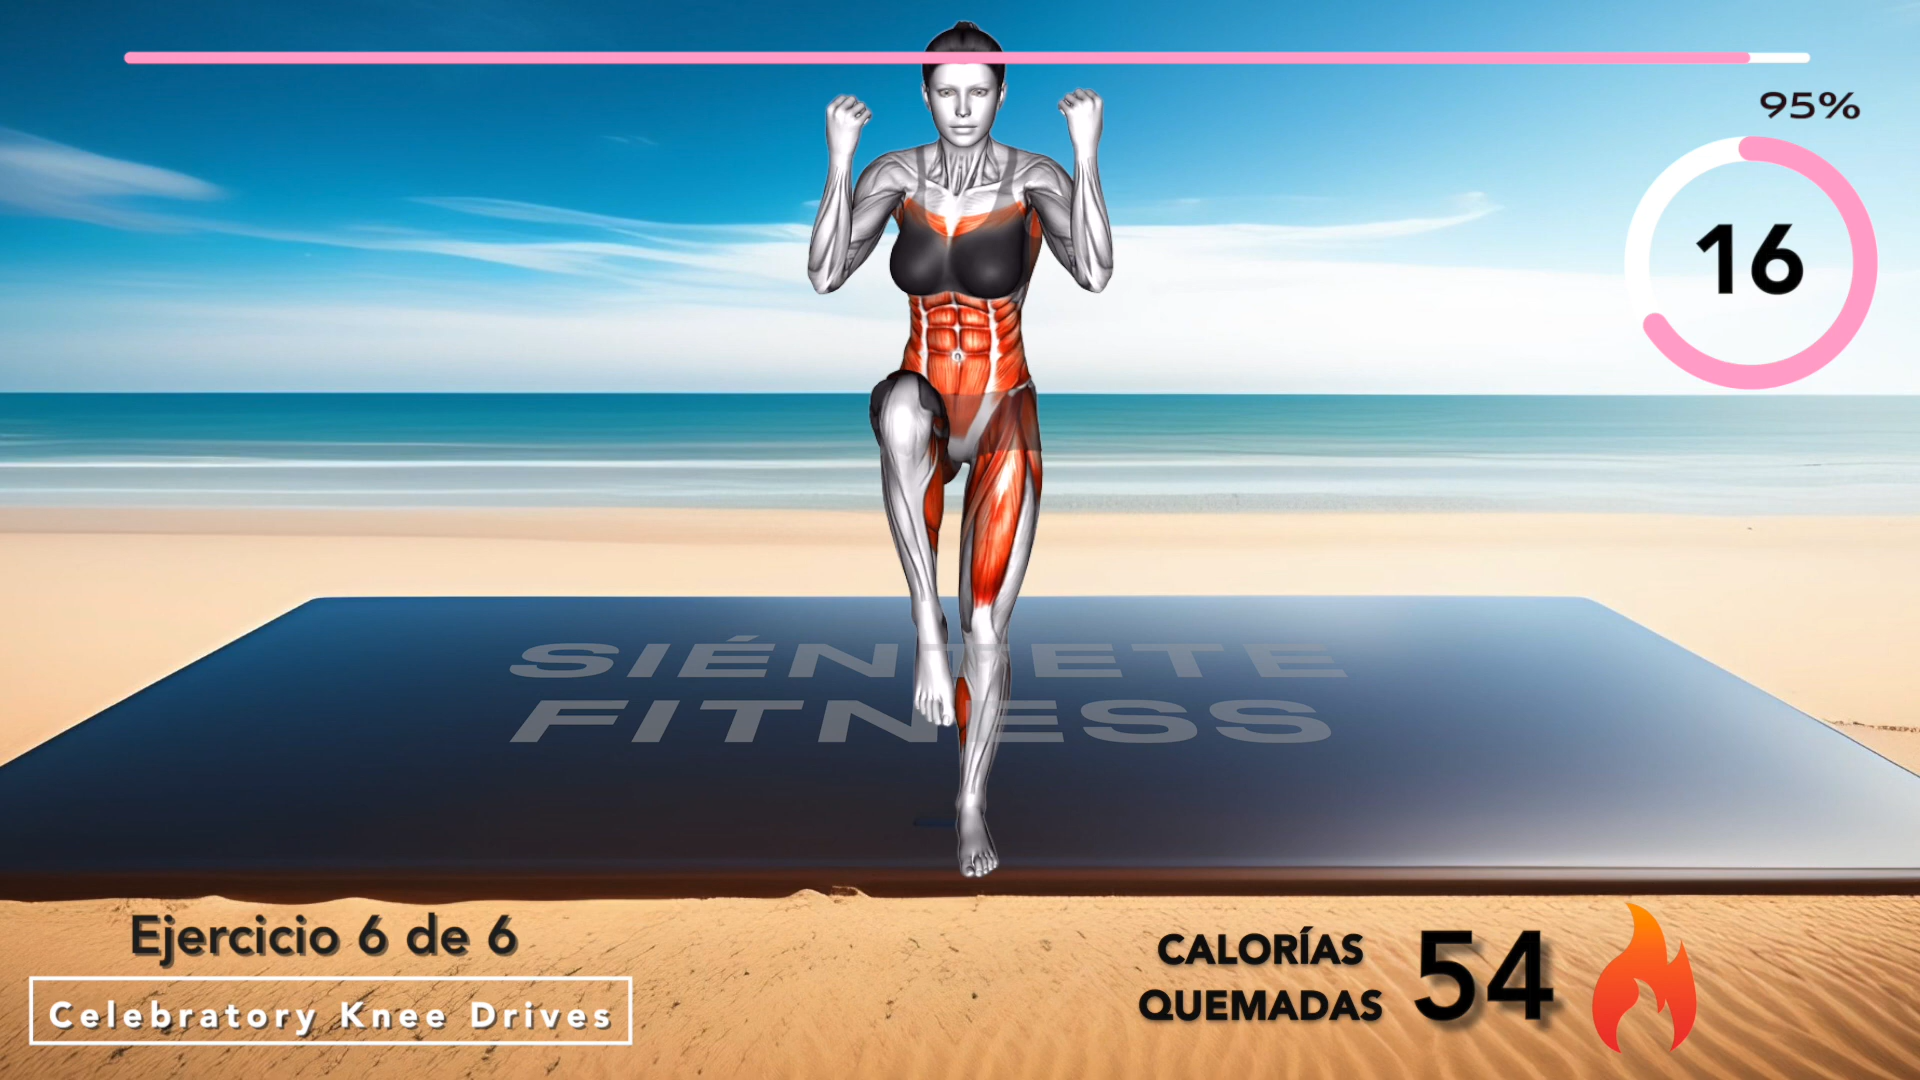 95%
16
SIÉNTETE
FITNESS
Ejercicio 6 de 6
Celebratory Knee Drives
CALORÍAS
QUEMADAS
54